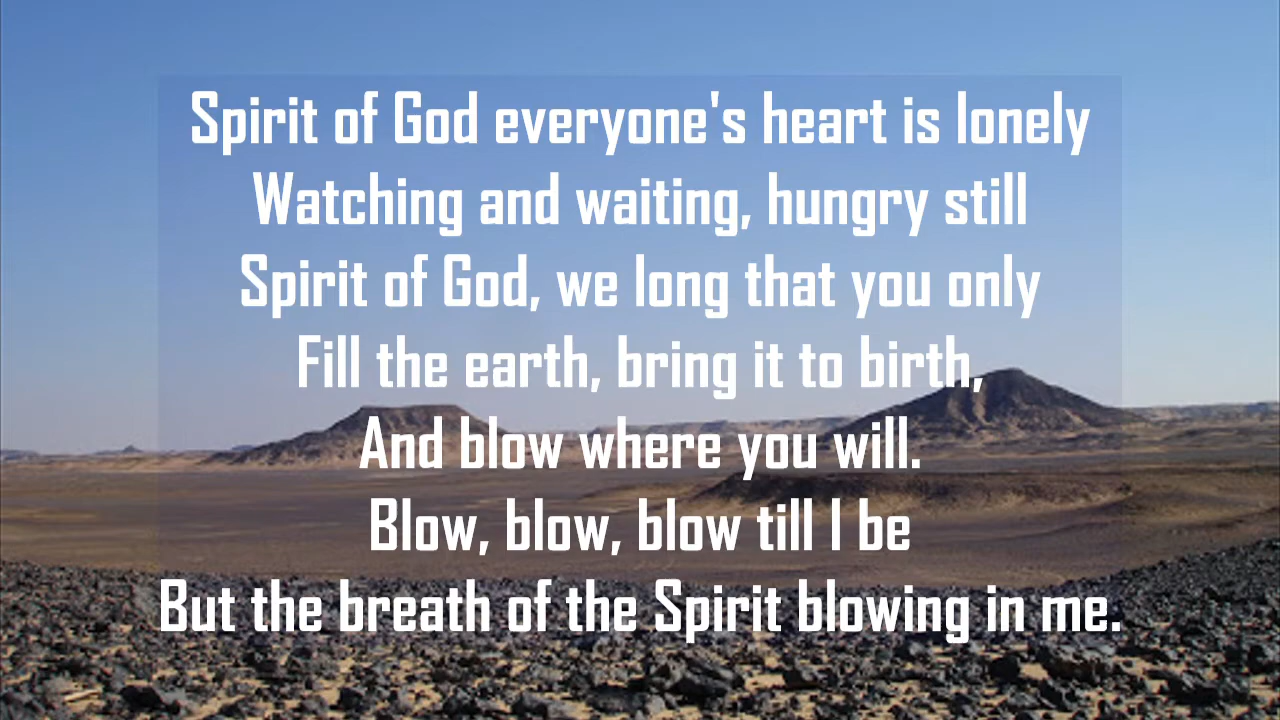 Spirit of God everyone's heart is lonely
Watching and waiting, hungry still
Spirit of God, we long that you only
Fill the earth, bring it to birth,
And blow where you will.
Blow, blow, blow till I be
But the breath of the Spirit blowing in me.